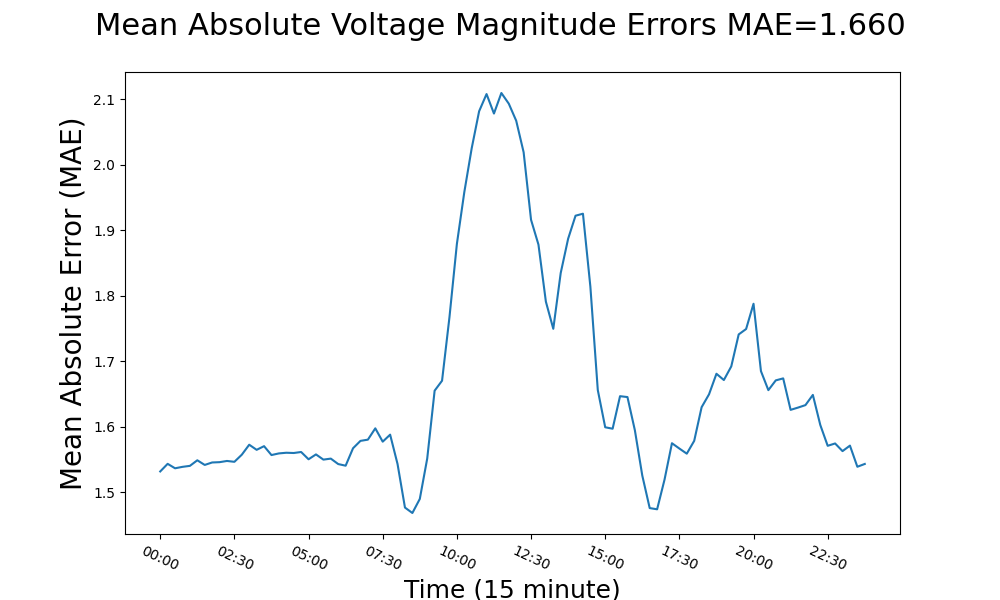 Mean Absolute Voltage Magnitude Errors MAE=1.660
Mean Absolute Error (MAE)
2.1
2.0
1.9
1.8
1.7
1.6
1.5
00:00 02:30 05:00 07:30 10:00 12:30 15:00 17:30 20:00 22:30
Time (15 minute)